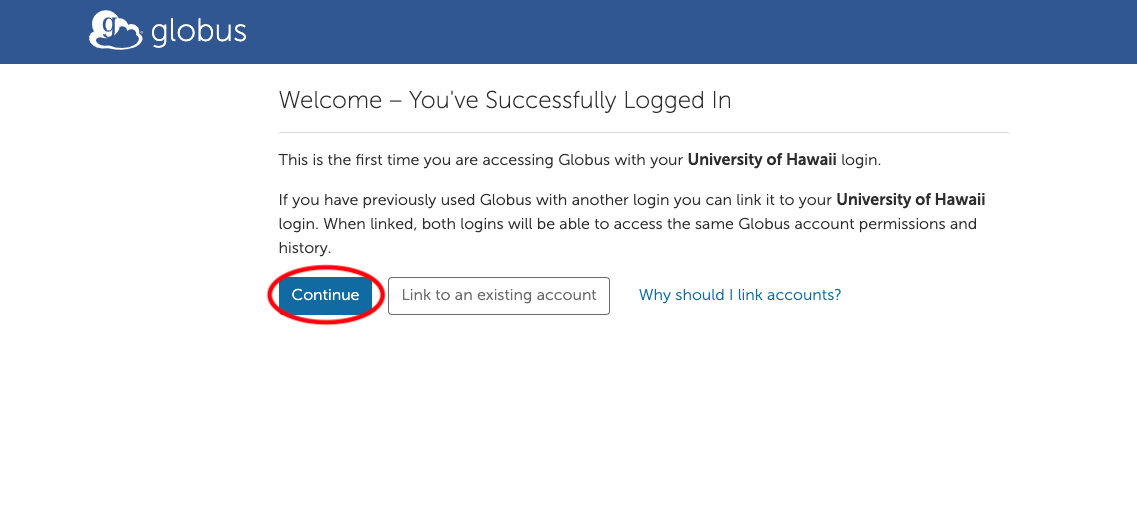 globus
Welcome – You've Successfully Logged In
This is the first time you are accessing Globus with your University of Hawaii login.
If you have previously used Globus with another login you can link it to your University of Hawaii
login. When linked, both logins will be able to access the same Globus account permissions and
history.
Continue Link to an existing account Why should I link accounts?